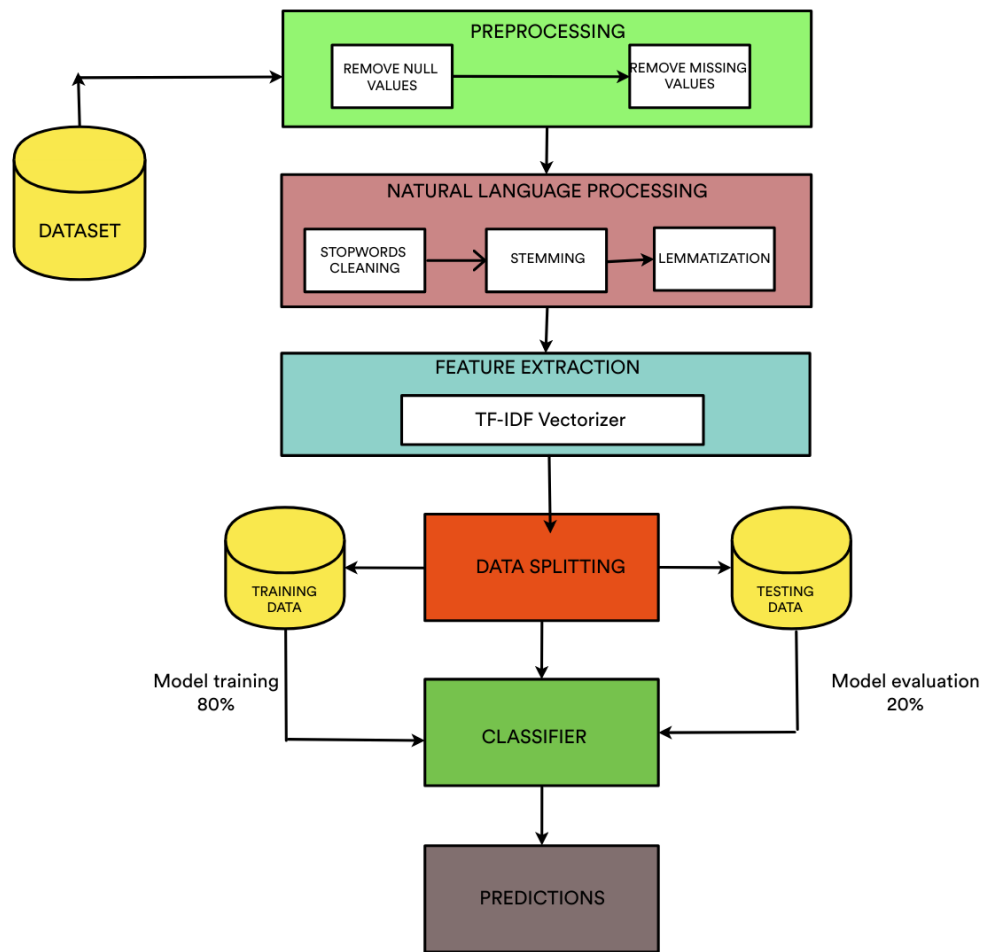 PREPROCESSING
REMOVE NULL
VALUES
REMOVE MISSING
VALUES
DATASET
NATURAL LANGUAGE PROCESSING
STOPWORDS
CLEANING
STEMMING
LEMMATIZATION
FEATURE EXTRACTION
TF-IDF Vectorizer
DATA SPLITTING
TRAINING
DATA
TESTING
DATA
Model training
80%
Model evaluation
20%
CLASSIFIER
PREDICTIONS